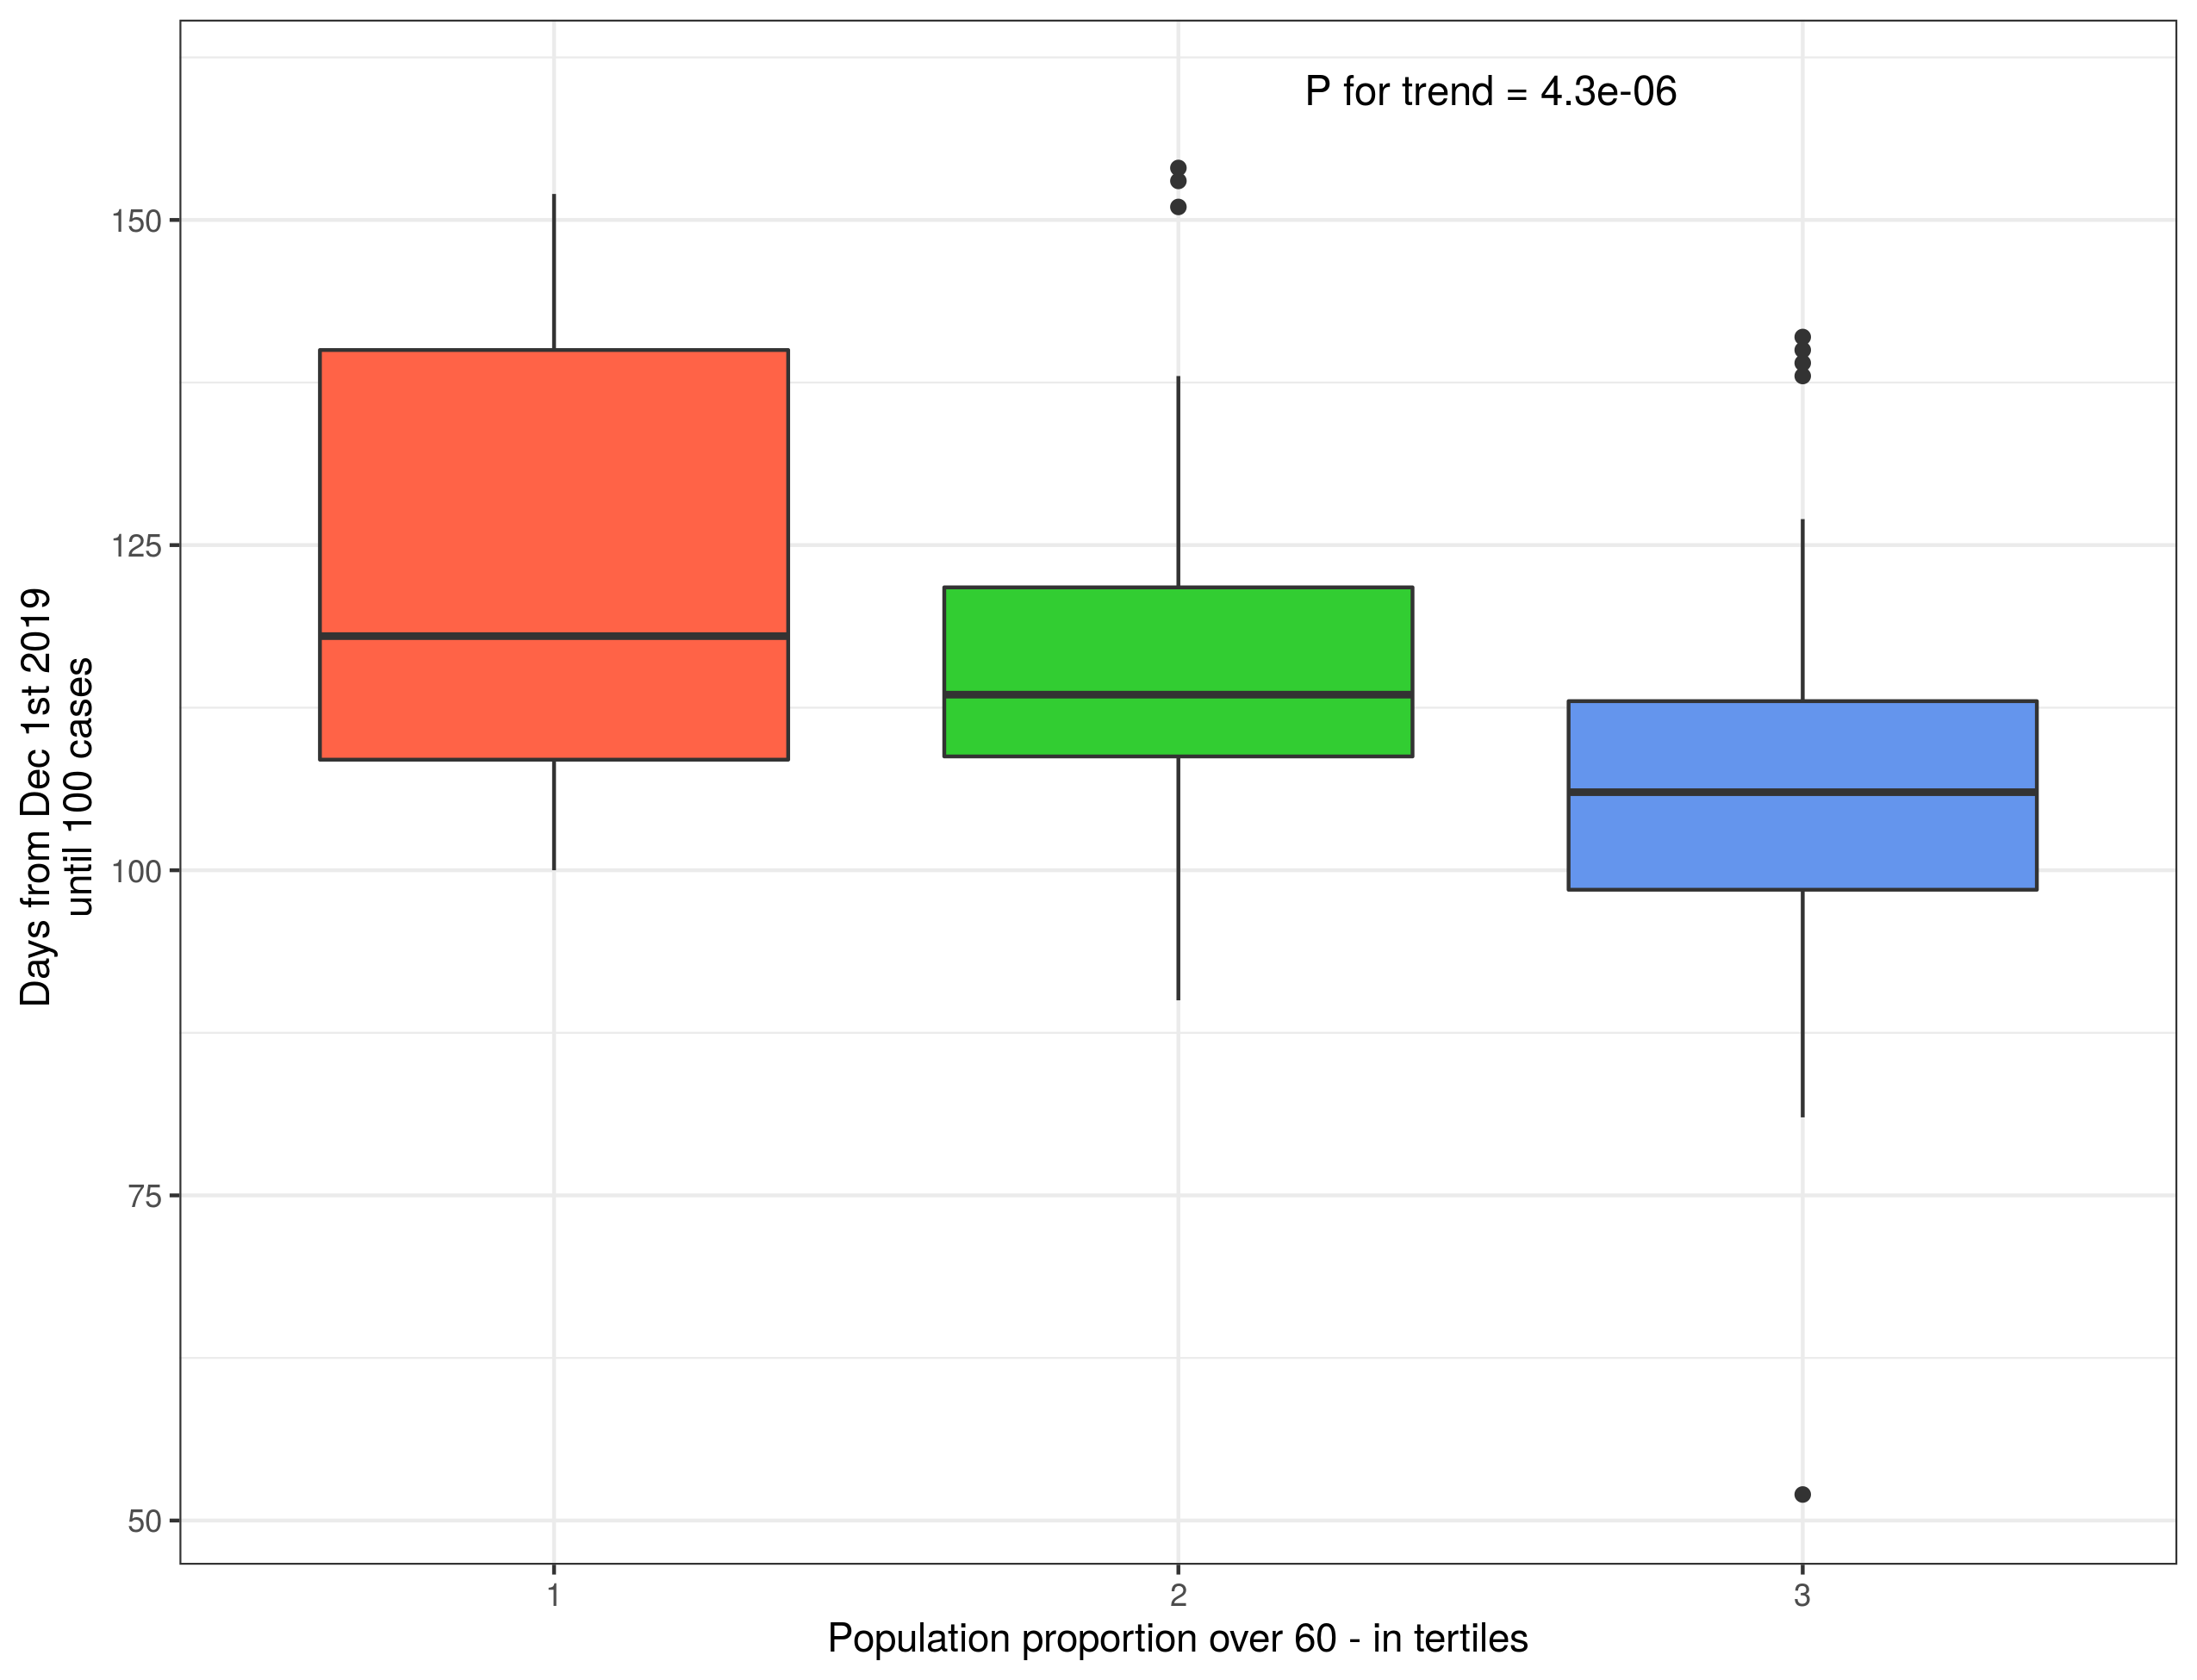 P for trend = 4.3e-06
150
125
100
75
50
Days from Dec 1st 2019
until 100 cases
1
2
3
Population proportion over 60 - in tertiles